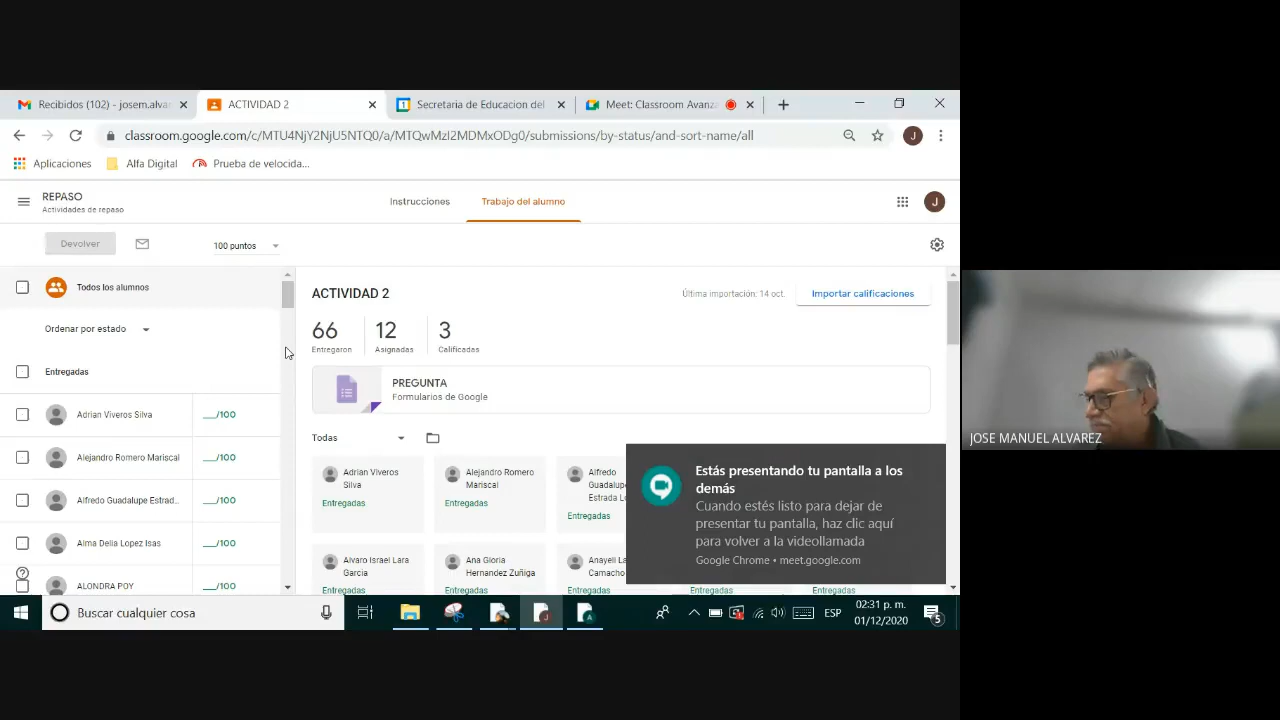 Recibidos (102) - josem.alva
ACTIVIDAD 2
Secretaria de Educacion del
Meet: Classroom Avanz
classroom.google.com/c/MTU4NjY2NjU5NTQ0/a/MTQwMzI2MDMxODg0/submissions/by-status/and-sort-name/all
J
Aplicaciones
Alfa Digital
Prueba de velocida...
REPASO
Actividades de repaso
Instrucciones
Trabajo del alumno
J
Devolver
100 puntos
Todos los alumnos
Ordenar por estado
Entregadas
Adrian Viveros Silva
__/100
Alejandro Romero Mariscal
__/100
Alfredo Guadalupe Estrad..
__/100
Alma Delia Lopez Isas
__/100
ALONDRA POY
__/100
ACTIVIDAD 2
Última importación: 14 oct.
Importar calificaciones
66
12
3
Entregaron
Asignadas
Calificadas
PREGUNTA
Formularios de Google
Todas
Adrian Viveros
Silva
Entregadas
Alejandro Romero
Mariscal
Entregadas
Alfredo
Guadalupe
Estrada Lo
Entregadas
Alvaro Israel Lara
Garcia
Entregadas
Ana Gloria
Hernandez Zuñiga
Entregadas
Anayeli La
Camacho
Entregadas
Entregadas
Entregadas
Estás presentando tu pantalla a los
demás
Cuando estés listo para dejar de
presentar tu pantalla, haz clic aquí
para volver a la videollamada
Google Chrome • meet.google.com
Buscar cualquier cosa
ESP
02:31 p. m.
01/12/2020
5
JOSE MANUEL ALVAREZ